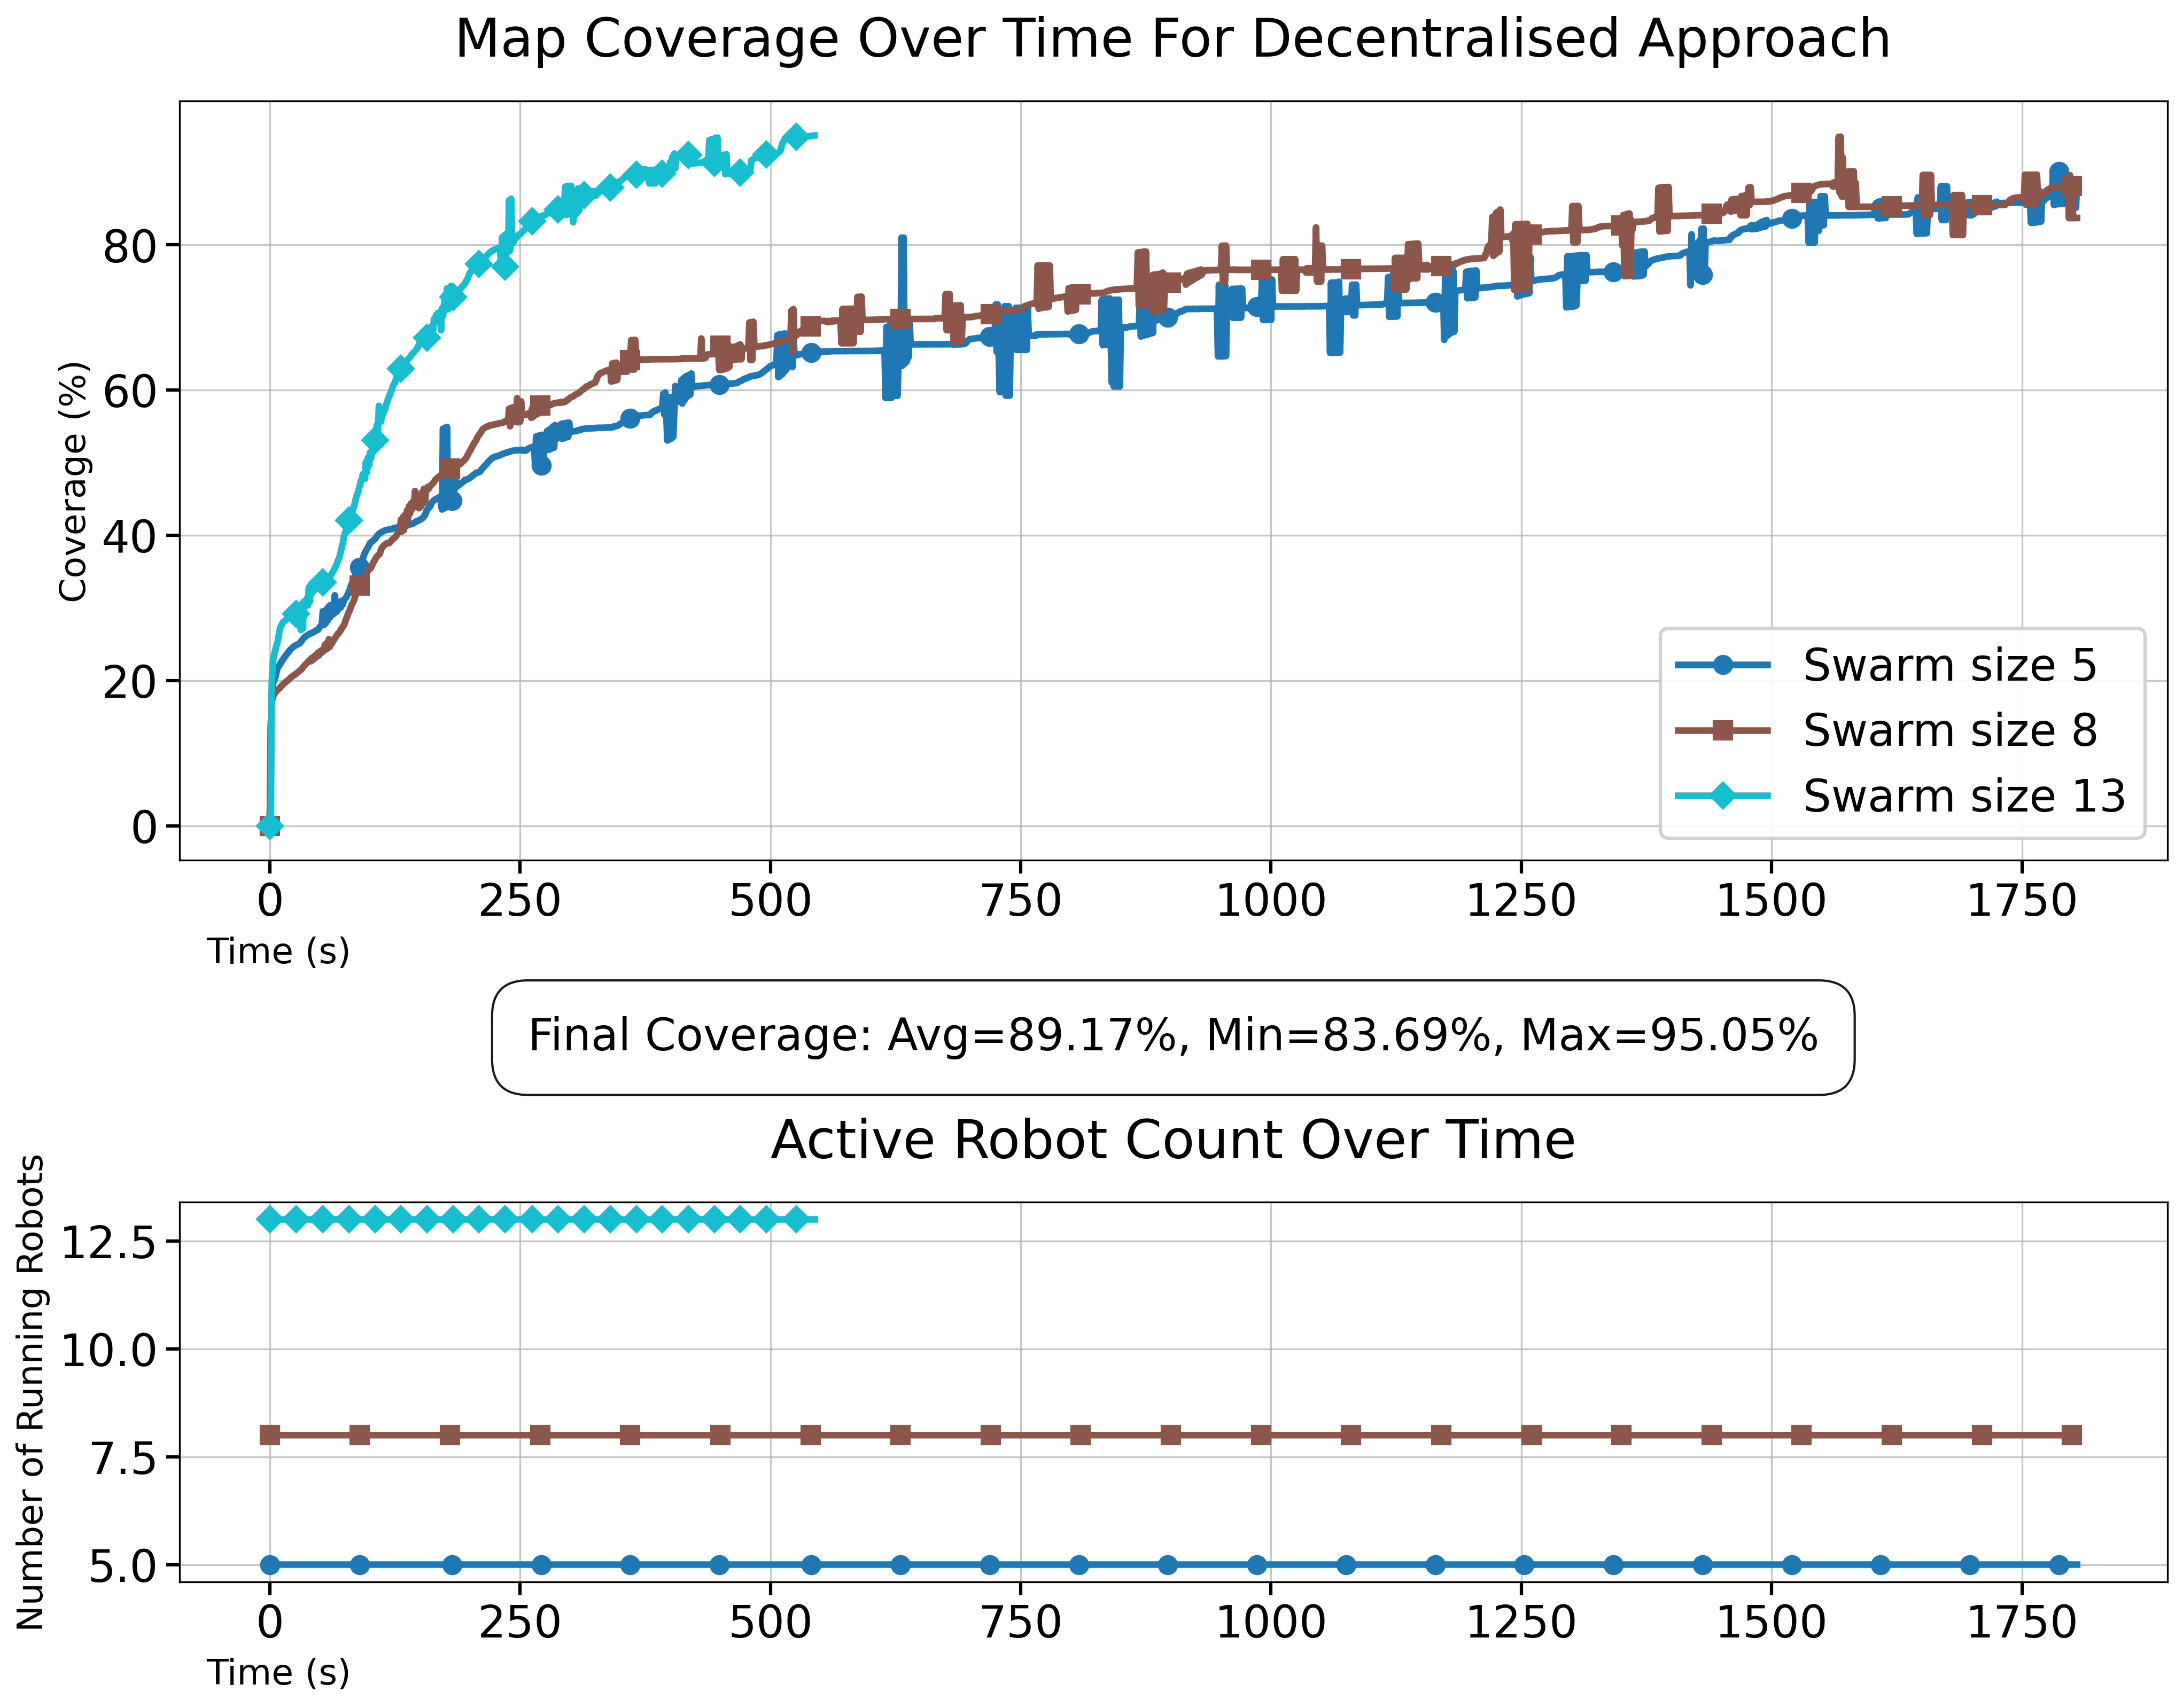 Map Coverage Over Time For Decentralised Approach
Coverage (%)
80
60
40
20
0
Swarm size 5
Swarm size 8
Swarm size 13
0 250 500 750 1000 1250 1500 1750
Time (s)
Final Coverage: Avg=89.17%, Min=83.69%, Max=95.05%
Active Robot Count Over Time
Number of Running Robots
12.5
10.0
7.5
5.0
0 250 500 750 1000 1250 1500 1750
Time (s)